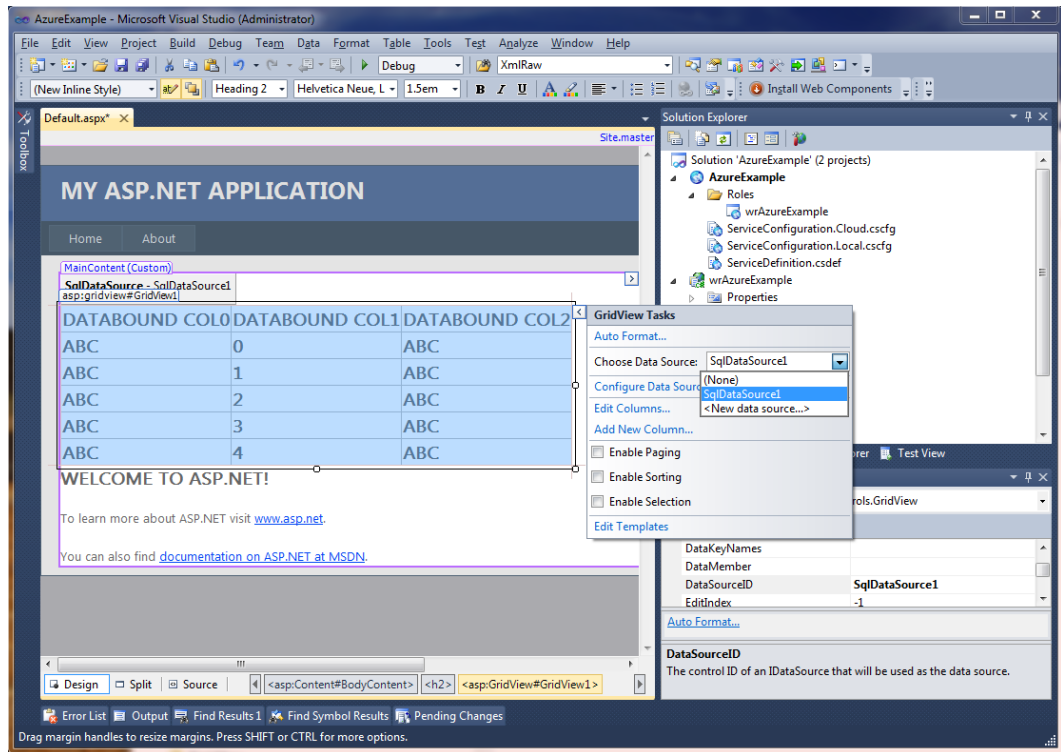 AzureExample - Microsoft Visual Studio (Administrator)
File Edit View Project Build Debug Team Data Format Table Tools Test Analyze Window Help
Debug XmlRaw
(New Inline Style) Heading 2 Helvetica Neue, L 1.5em B I U A Install Web Components
Toolbox
Default.aspx*
Site.master
MY ASP.NET APPLICATION
Home About
MainContent (Custom)
SqlDataSource - SqlDataSource1
asp:gridview#GridView1
DATABOUND COL0 DATABOUND COL1 DATABOUND COL2
ABC 0 ABC
ABC 1 ABC
ABC 2 ABC
ABC 3 ABC
ABC 4 ABC
WELCOME TO ASP.NET!
To learn more about ASP.NET visit www.asp.net.
You can also find documentation on ASP.NET at MSDN.
Design Split Source <asp:Content#BodyContent> <h2> <asp:GridView#GridView1>
GridView Tasks
Auto Format...
Choose Data Source: SqlDataSource1
(None)
SqlDataSource1
<New data source...>
Configure Data Sourc
Edit Columns...
Add New Column...
Enable Paging
Enable Sorting
Enable Selection
Edit Templates
Solution Explorer
Solution 'AzureExample' (2 projects)
AzureExample
Roles
wrAzureExample
ServiceConfiguration.Cloud.cscfg
ServiceConfiguration.Local.cscfg
ServiceDefinition.csdef
wrAzureExample
Properties
orer Test View
rols.GridView
DataKeyNames
DataMember
DataSourceID SqlDataSource1
EditIndex -1
Auto Format...
DataSourceID
The control ID of an IDataSource that will be used as the data source.
Error List Output Find Results 1 Find Symbol Results Pending Changes
Drag margin handles to resize margins. Press SHIFT or CTRL for more options.